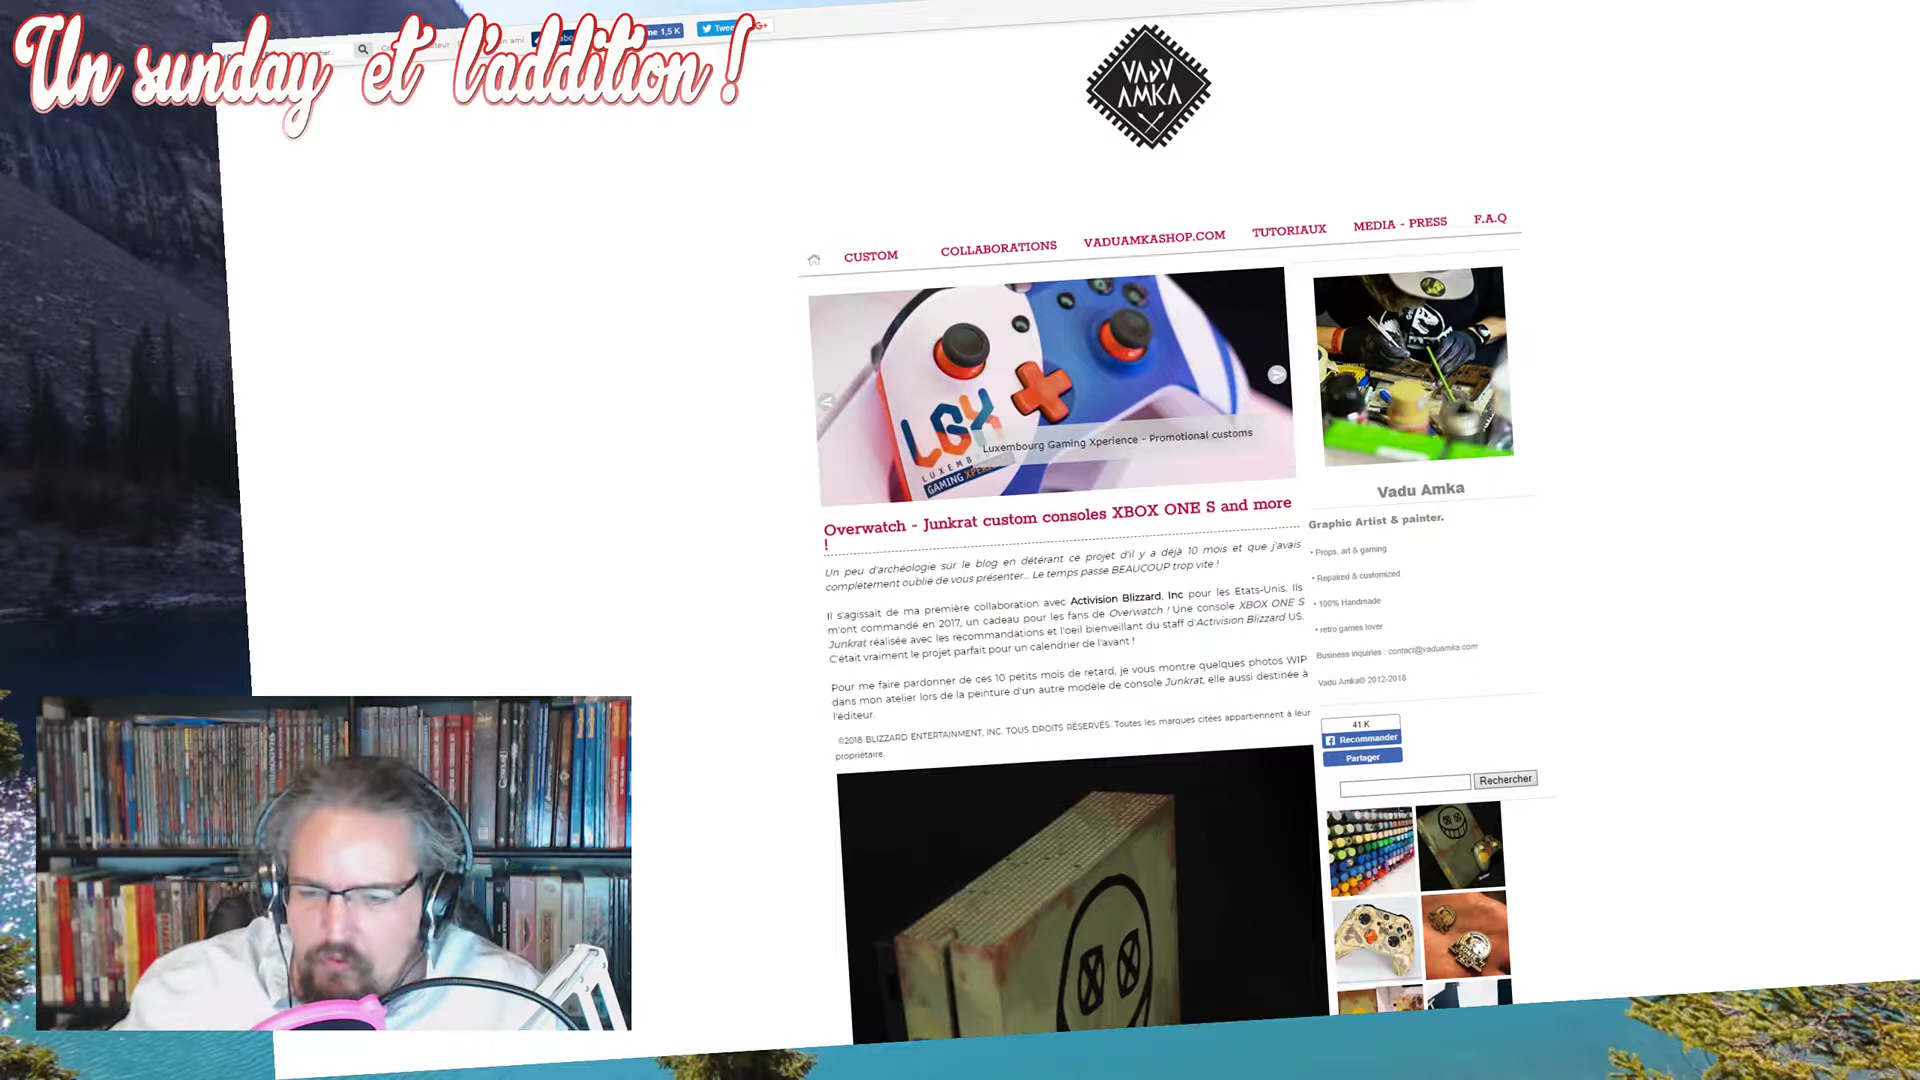 Un sunday et l'addition !
me 1,5 K
Twee
G+
VADU
AMKA
CUSTOM
COLLABORATIONS
VADUAMKASHOP.COM
TUTORIAUX
MEDIA - PRESS
F.A.Q
LGX
GAMING
Luxembourg Gaming Xperience - Promotional customs
Overwatch - Junkrat custom consoles XBOX ONE S and more
!
Un peu d'archéologie sur le blog en détérant ce projet d'il y a déjà 10 mois et que j'avais
complétement oublié de vous présenter... Le temps passe BEAUCOUP trop vite !
Il s'agissait de ma première collaboration avec Activision Blizzard, Inc pour les Etats-Unis. Ils
m'ont commandé en 2017, un cadeau pour les fans de Overwatch ! Une console XBOX ONE S
Junkrat réalisée avec les recommandations et l'oeil bienveillant du staff d'Activision Blizzard US.
C'était vraiment le projet parfait pour un calendrier de l'avant !
Pour me faire pardonner de ces 10 petits mois de retard, je vous montre quelques photos WIP
dans mon atelier lors de la peinture d'un autre modèle de console Junkrat, elle aussi destinée à
l'éditeur.
©2018 BLIZZARD ENTERTAINMENT, INC. TOUS DROITS RÉSERVÉS. Toutes les marques citées appartiennent à leur
propriétaire.
Vadu Amka
Graphic Artist & painter.
• Props, art & gaming
• Repaired & customized
• 100% Handmade
• retro games lover
Business inquiries : contact@vaduamka.com
Vadu Amka© 2012-2018
41 K
Recommander
Partager
Rechercher